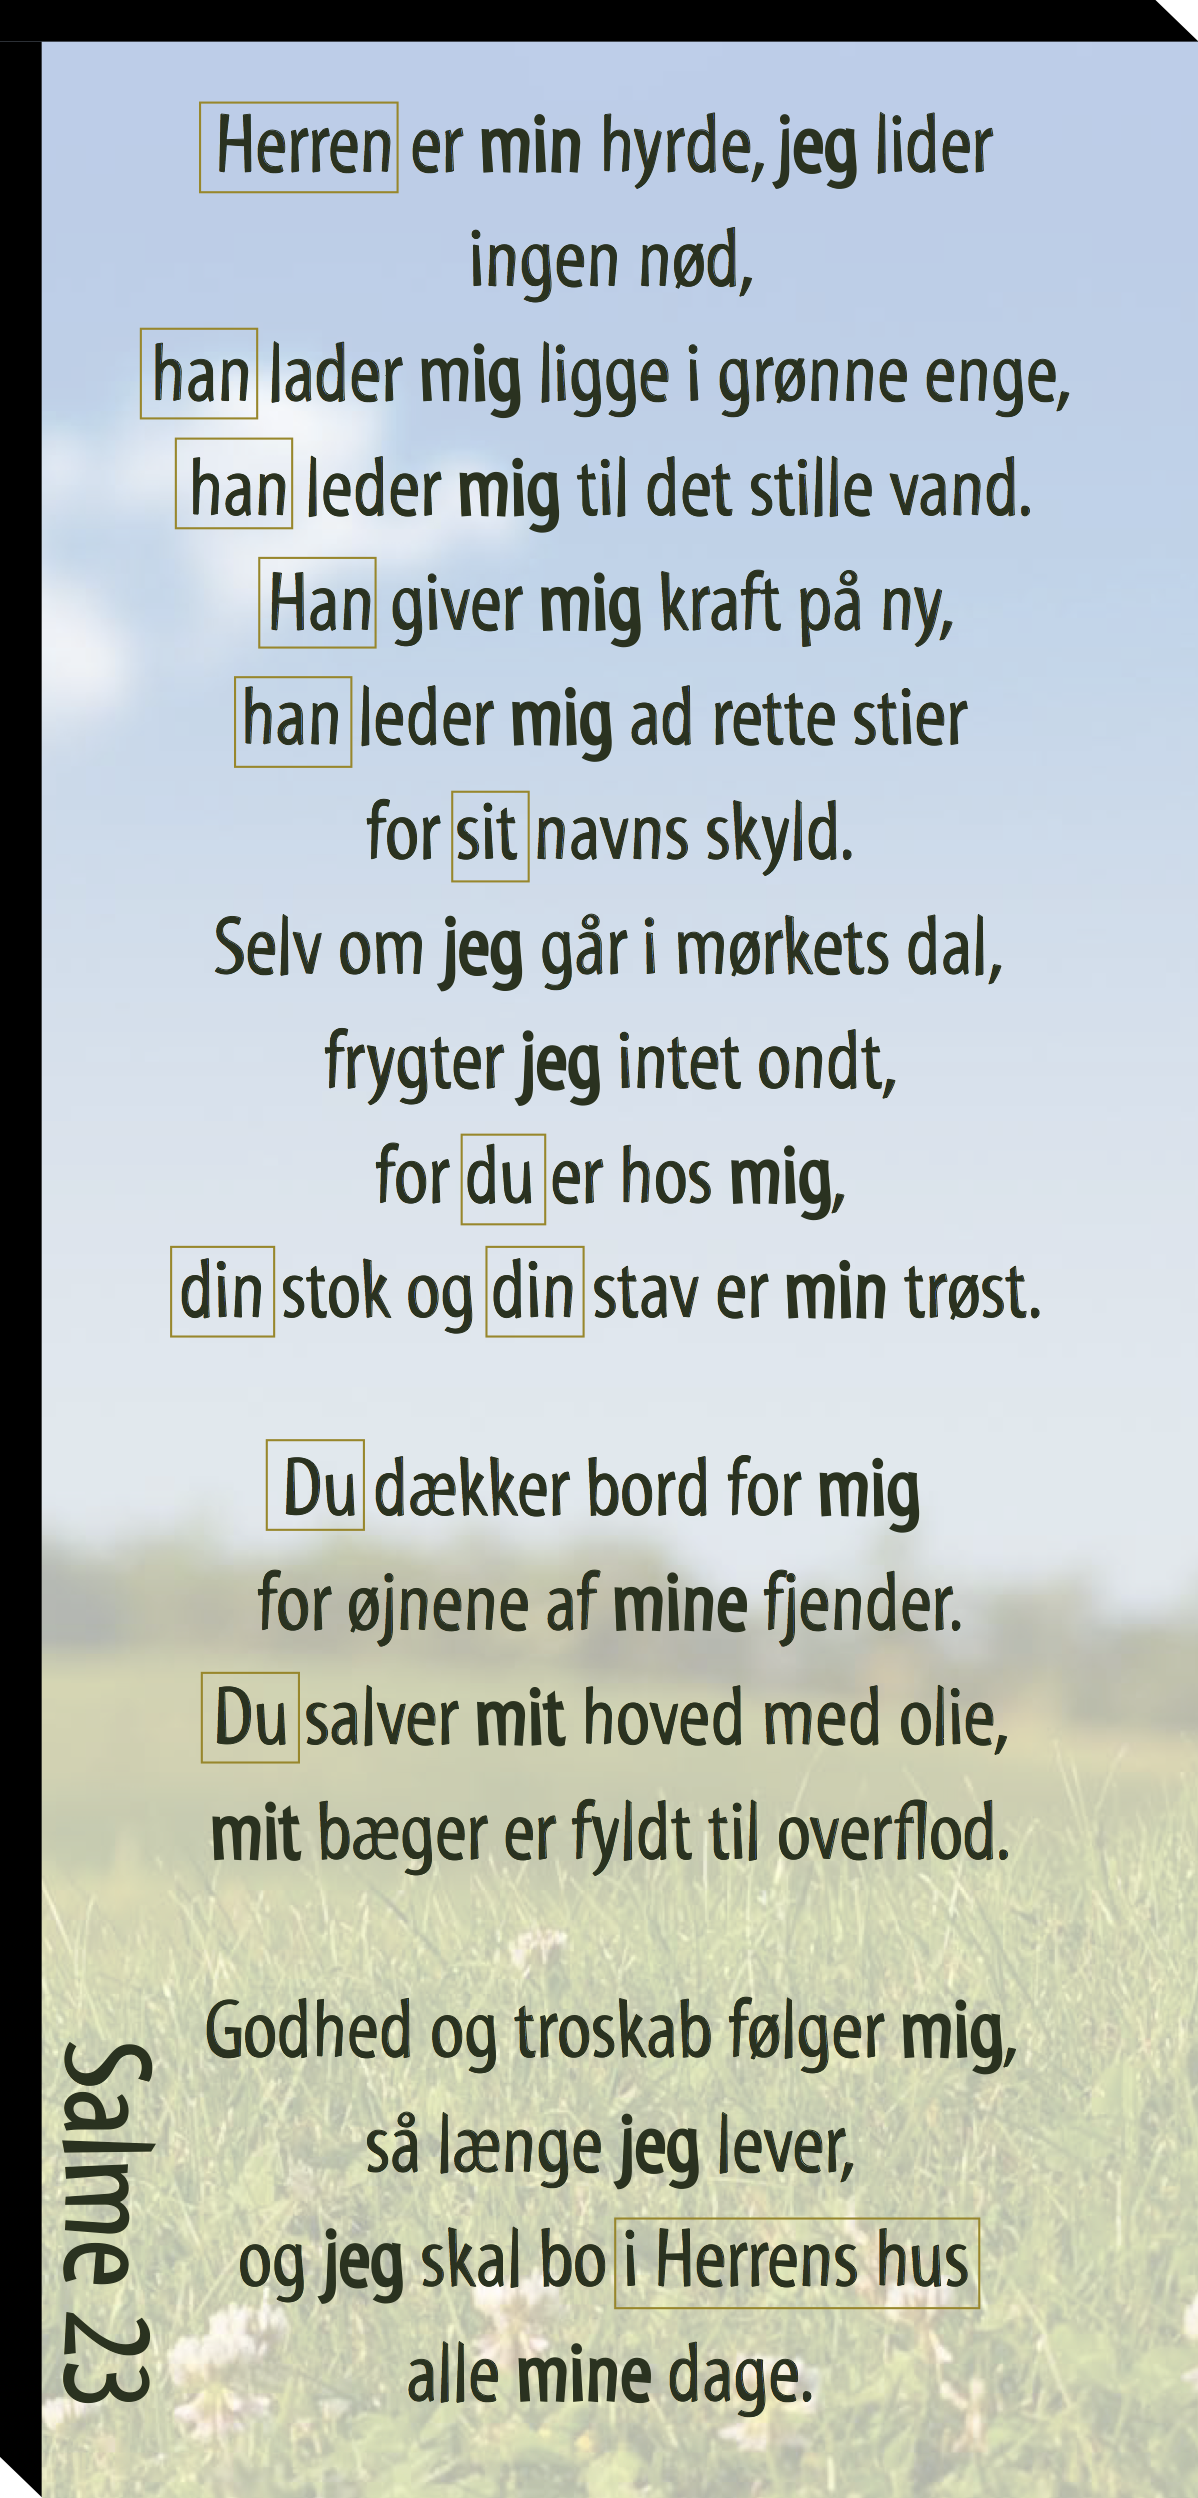 Herren er min hyrde, jeg lider
ingen nød,
han lader mig ligge i grønne enge,
han leder mig til det stille vand.
Han giver mig kraft på ny,
han leder mig ad rette stier
for sit navns skyld.
Selv om jeg går i mørkets dal,
frygter jeg intet ondt,
for du er hos mig,
din stok og din stav er min trøst.
Du dækker bord for mig
for øjnene af mine fjender.
Du salver mit hoved med olie,
mit bæger er fyldt til overflod.
Godhed og troskab følger mig,
så længe jeg lever,
og jeg skal bo i Herrens hus
alle mine dage.
Salme 23